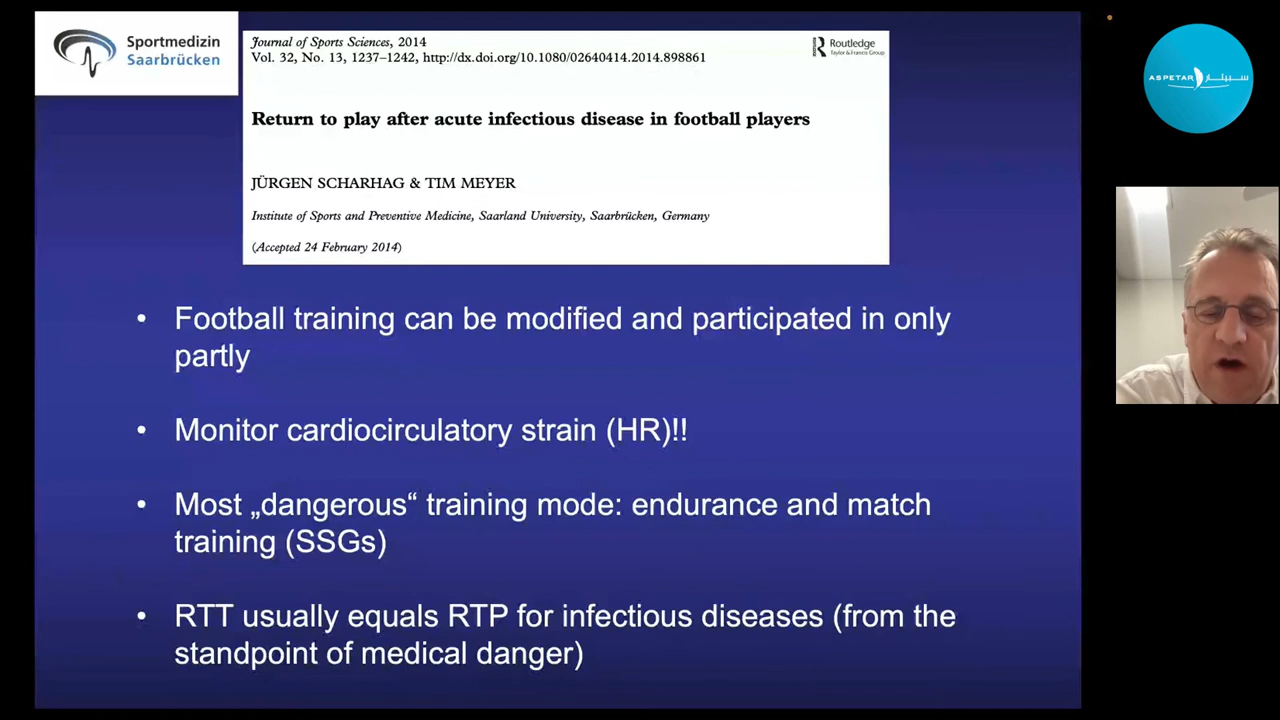 Sportmedizin
Saarbrücken
Journal of Sports Sciences, 2014
Vol. 32, No. 13, 1237–1242, http://dx.doi.org/10.1080/02640414.2014.898861
Routledge
Taylor & Francis Group
Return to play after acute infectious disease in football players
JÜRGEN SCHARHAG & TIM MEYER
Institute of Sports and Preventive Medicine, Saarland University, Saarbrücken, Germany
(Accepted 24 February 2014)
• Football training can be modified and participated in only
partly
• Monitor cardiocirculatory strain (HR)!!
• Most „dangerous“ training mode: endurance and match
training (SSGs)
• RTT usually equals RTP for infectious diseases (from the
standpoint of medical danger)
ASPETAR سبيتار